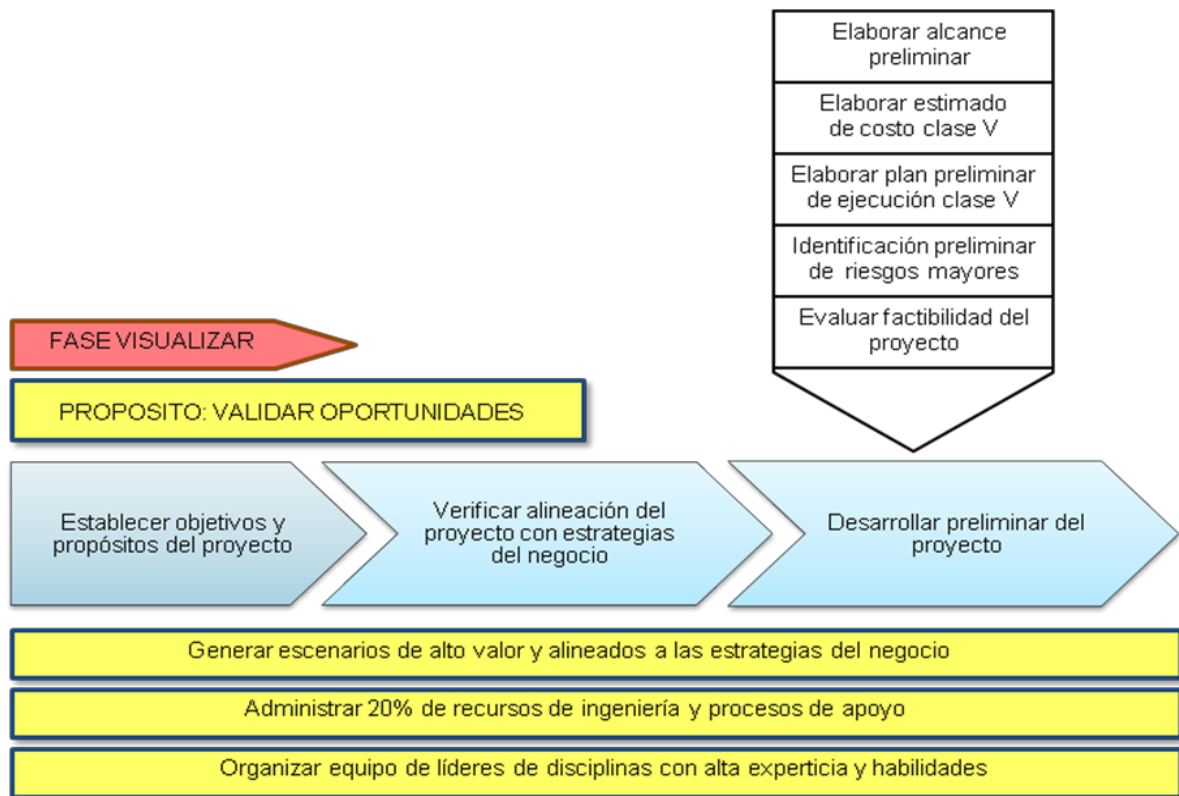 Elaborar alcance
preliminar
Elaborar estimado
de costo clase V
Elaborar plan preliminar
de ejecución clase V
Identificación preliminar
de riesgos mayores
Evaluar factibilidad del
proyecto
FASE VISUALIZAR
PROPOSITO: VALIDAR OPORTUNIDADES
Establecer objetivos y
propósitos del proyecto
Verificar alineación del
proyecto con estrategias
del negocio
Desarrollar preliminar del
proyecto
Generar escenarios de alto valor y alineados a las estrategias del negocio
Administrar 20% de recursos de ingeniería y procesos de apoyo
Organizar equipo de líderes de disciplinas con alta experticia y habilidades